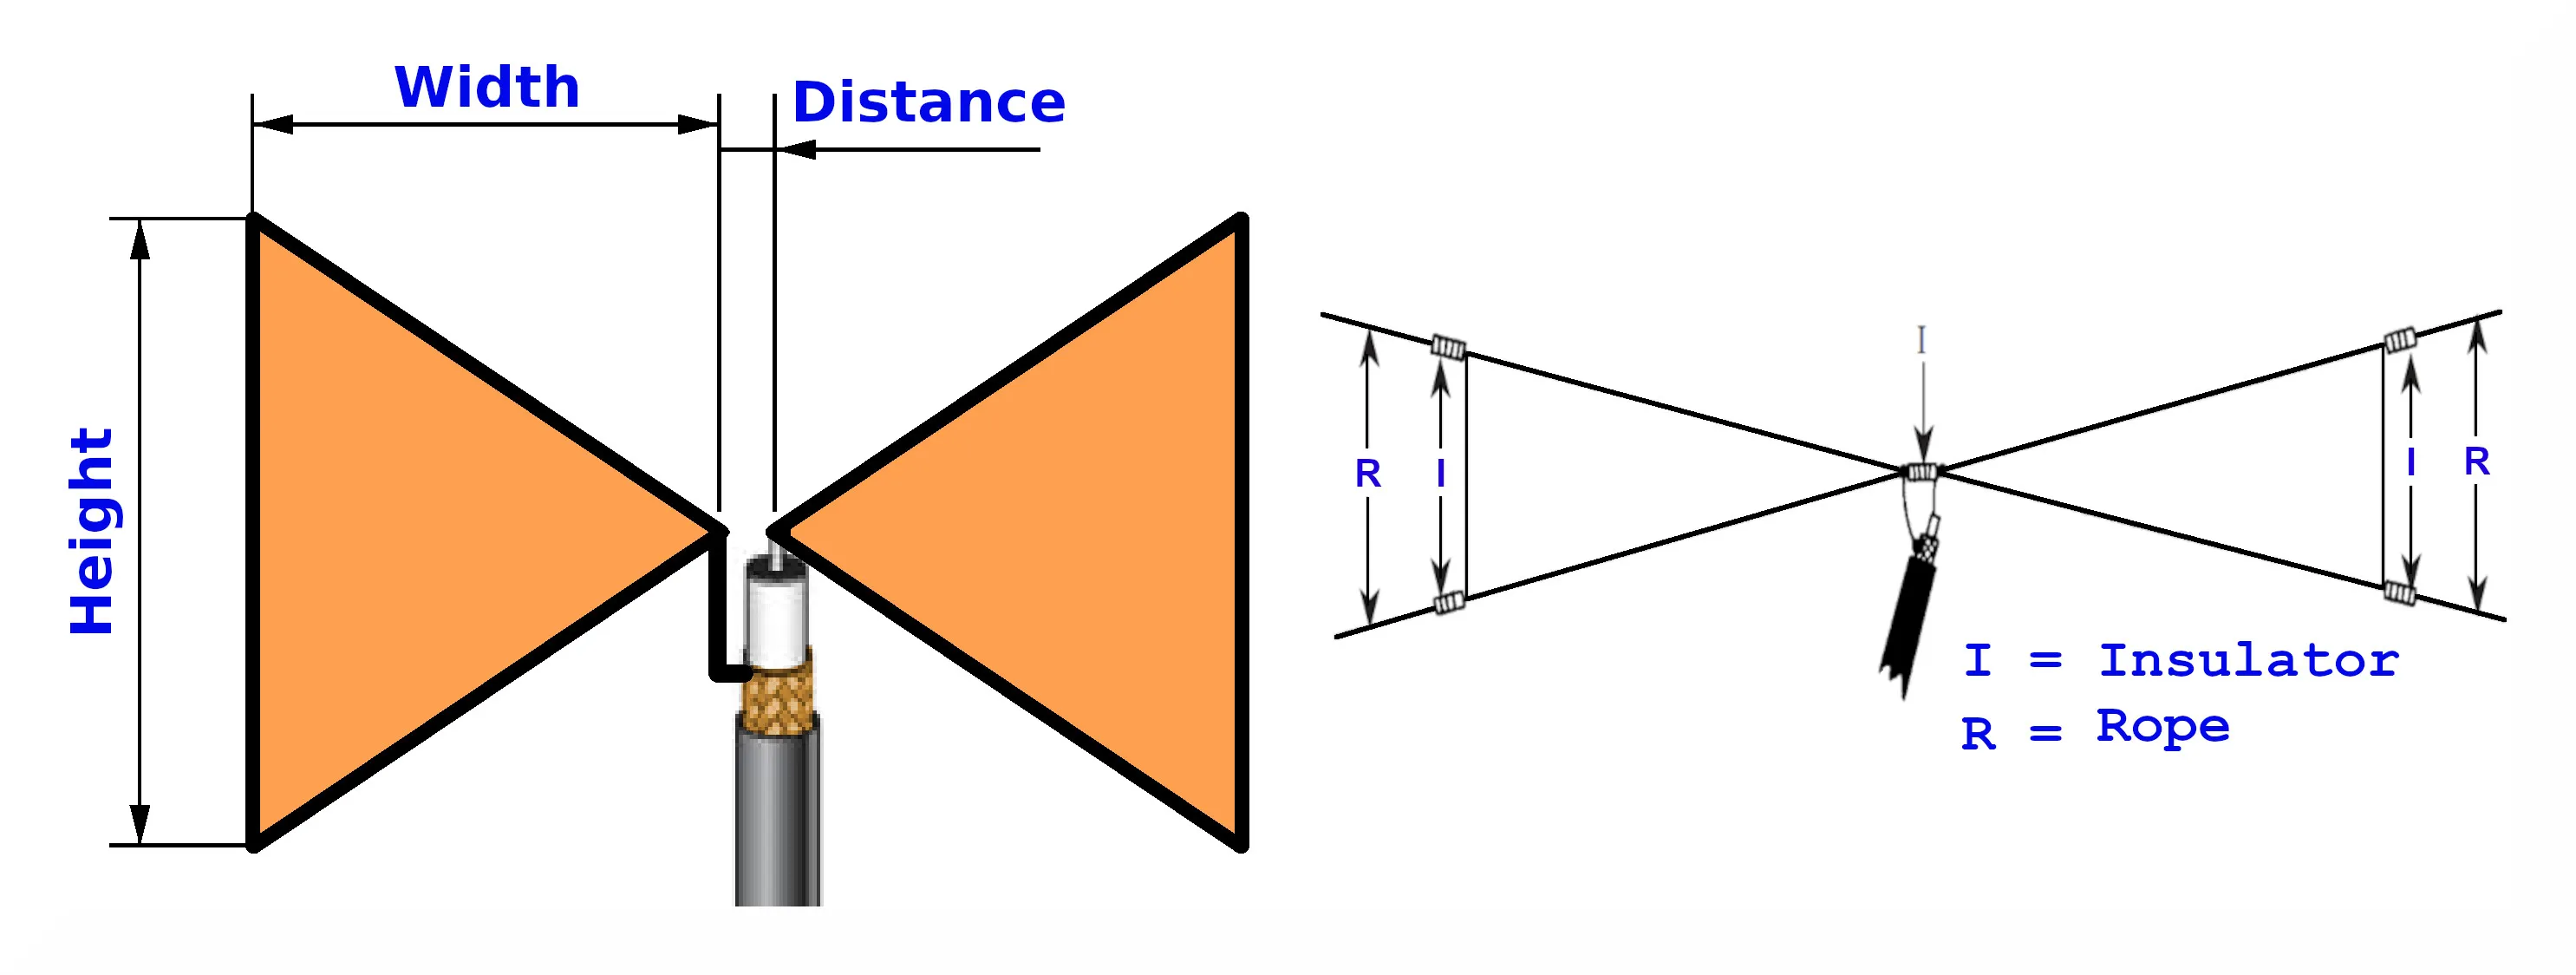 Width
Distance
Height
I
R
I
I
R
I = Insulator
R = Rope